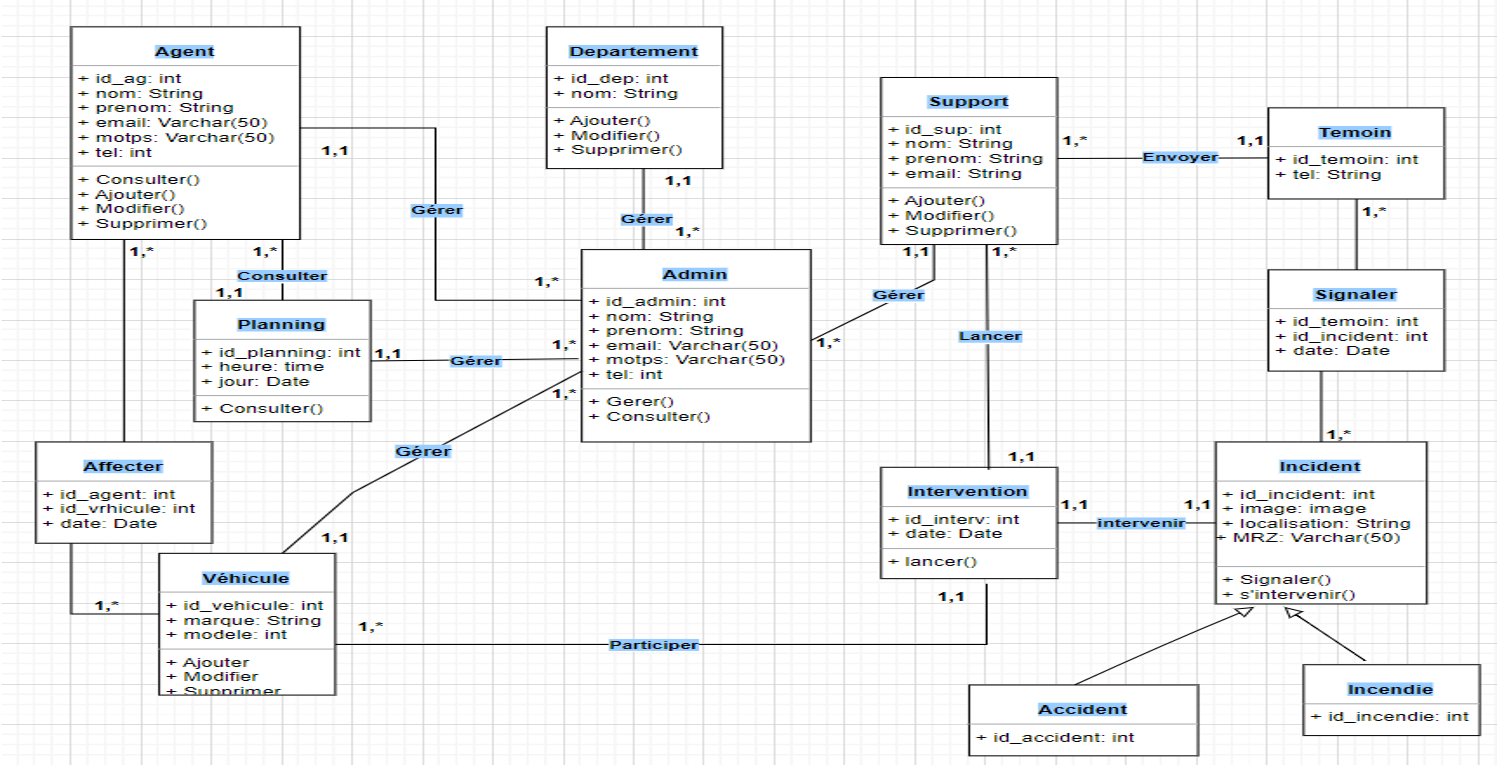 Agent
+ id_ag: int
+ nom: String
+ prenom: String
+ email: Varchar(50)
+ motps: Varchar(50)
+ tel: int
+ Consulter()
+ Ajouter()
+ Modifier()
+ Supprimer()
Departement
+ id_dep: int
+ nom: String
+ Ajouter()
+ Modifier()
+ Supprimer()
Support
+ id_sup: int
+ nom: String
+ prenom: String
+ email: String
+ Ajouter()
+ Modifier()
+ Supprimer()
1,*
Envoyer
1,1
Temoin
+ id_temoin: int
+ tel: String
1,1
Gérer
1,*
1,1
Gérer
1,*
1,*
1,*
Consulter
1,1
1,1
1,*
Gérer
1,*
1,*
Admin
+ id_admin: int
+ nom: String
+ prenom: String
+ email: Varchar(50)
+ motps: Varchar(50)
+ tel: int
+ Gerer()
+ Consulter()
Signaler
+ id_temoin: int
+ id_incident: int
+ date: Date
Planning
+ id_planning: int
+ heure: time
+ jour: Date
+ Consulter()
1,1
Gérer
1,*
1,*
Gérer
1,1
Lancer
1,1
1,*
Affecter
+ id_agent: int
+ id_vrhicule: int
+ date: Date
Intervention
+ id_interv: int
+ date: Date
+ lancer()
1,1
intervenir
1,1
Incident
+ id_incident: int
+ image: image
+ localisation: String
+ MRZ: Varchar(50)
+ Signaler()
+ s'intervenir()
1,*
Véhicule
+ id_vehicule: int
+ marque: String
+ modele: int
+ Ajouter
+ Modifier
+ Supprimer
1,*
Participer
1,1
Accident
+ id_accident: int
Incendie
+ id_incendie: int